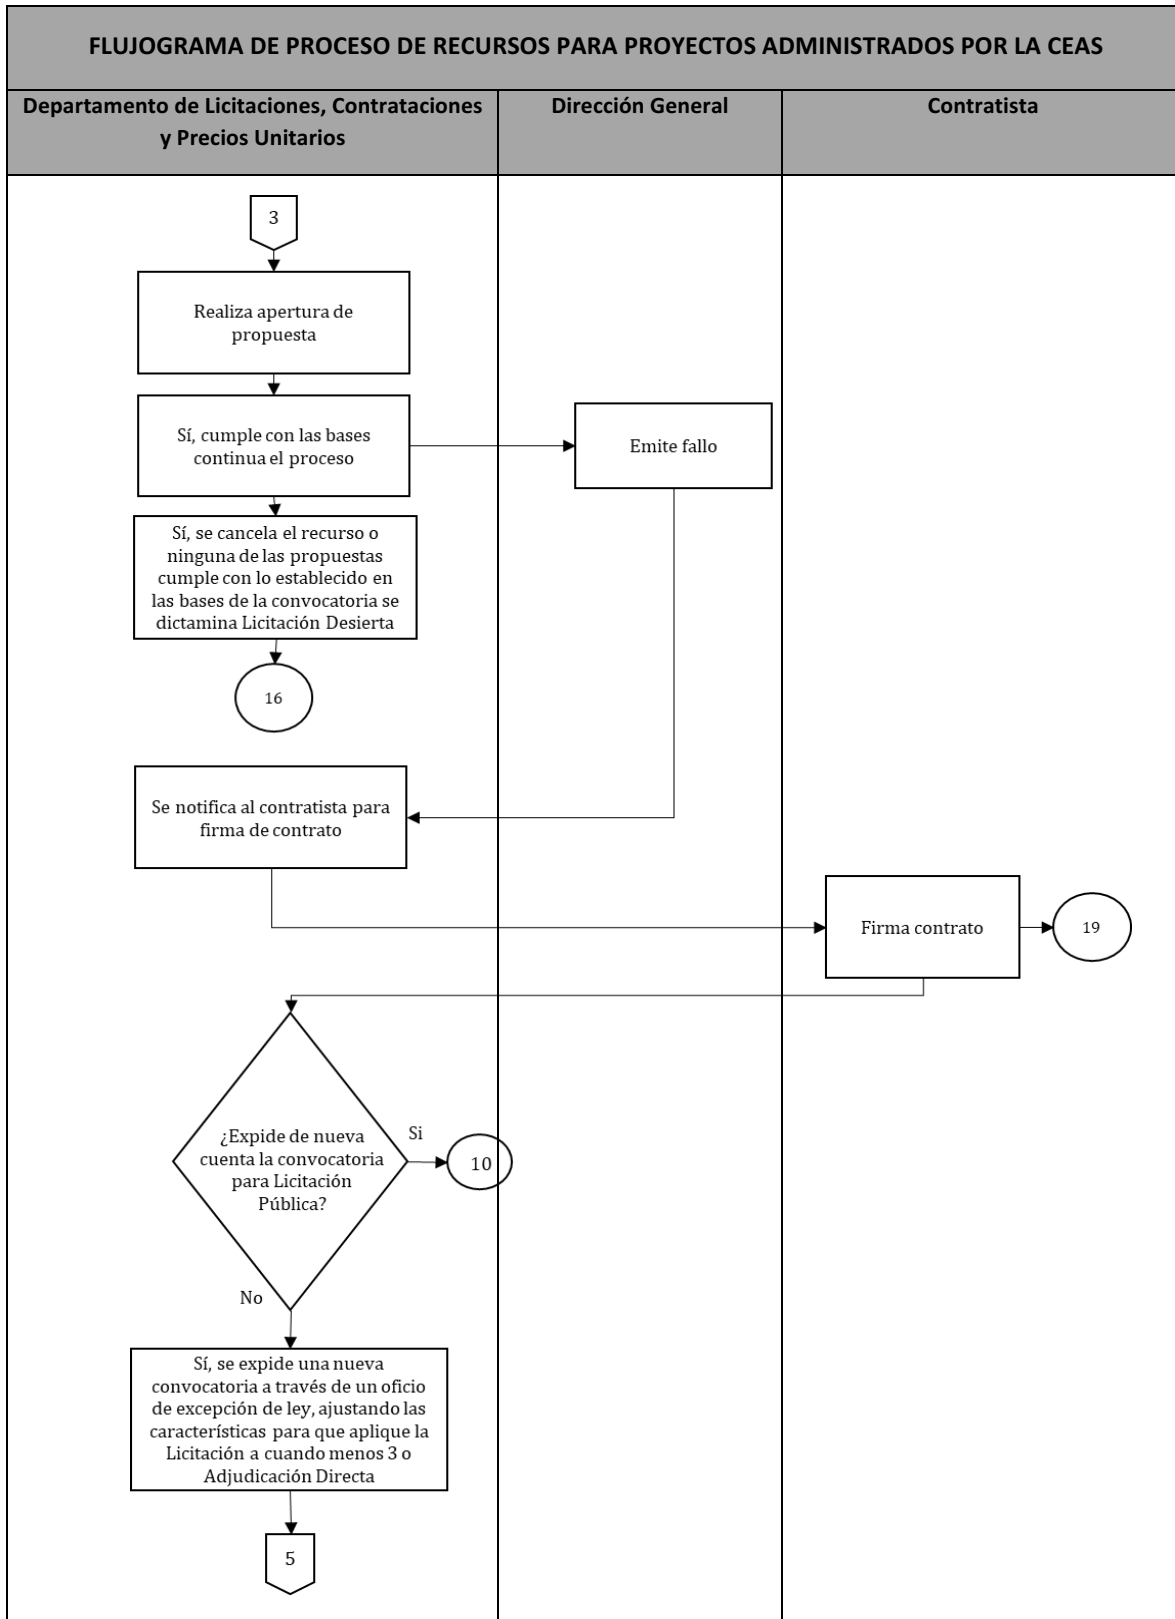 FLUJOGRAMA DE PROCESO DE RECURSOS PARA PROYECTOS ADMINISTRADOS POR LA CEAS
Departamento de Licitaciones, Contrataciones
y Precios Unitarios
Dirección General
Contratista
3
Realiza apertura de
propuesta
Sí, cumple con las bases
continua el proceso
Emite fallo
Sí, se cancela el recurso o
ninguna de las propuestas
cumple con lo establecido en
las bases de la convocatoria se
dictamina Licitación Desierta
16
Se notifica al contratista para
firma de contrato
Firma contrato
19
¿Expide de nueva
cuenta la convocatoria
para Licitación
Pública?
Si
10
No
Sí, se expide una nueva
convocatoria a través de un oficio
de excepción de ley, ajustando las
características para que aplique la
Licitación a cuando menos 3 o
Adjudicación Directa
5